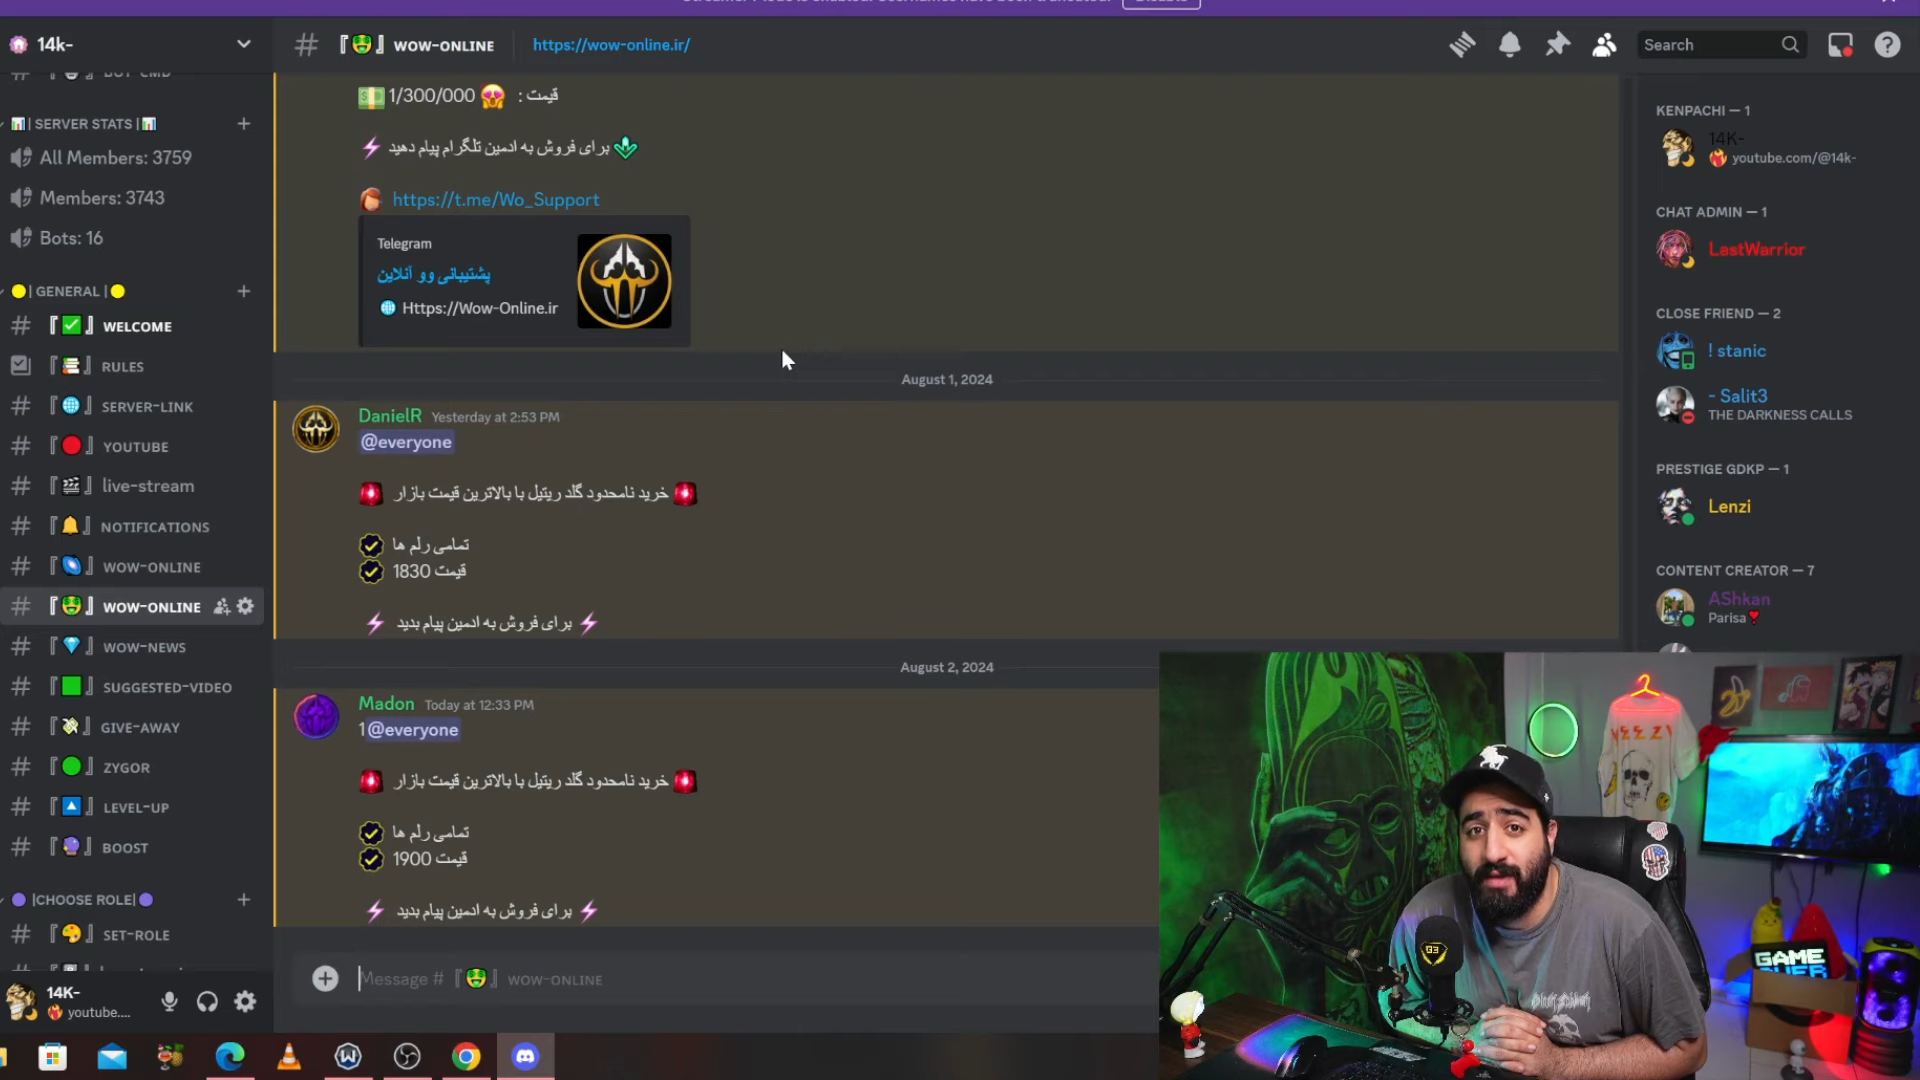 14k-
『🤑』 WOW-ONLINE
https://wow-online.ir/
Search
BOT-CMD
📊| SERVER STATS |📊
All Members: 3759
Members: 3743
Bots: 16
🟡| GENERAL |🟡
『✅』 WELCOME
『📚』 RULES
『🌐』 SERVER-LINK
『🔴』 YOUTUBE
『🎬』 live-stream
『🔔』 NOTIFICATIONS
『🌌』 WOW-ONLINE
『🤑』 WOW-ONLINE
『💎』 WOW-NEWS
『🟩』 SUGGESTED-VIDEO
『💸』 GIVE-AWAY
『🟢』 ZYGOR
『🔼』 LEVEL-UP
『🔮』 BOOST
🟣|CHOOSE ROLE|🟣
『🎨』 SET-ROLE
14K-
🔥 youtube....
قیمت : 😍 1/300/000 💵
⚡ برای فروش به ادمین تلگرام پیام دهید
https://t.me/Wo_Support
Telegram
پشتیبانی وو آنلاین
🌐 Https://Wow-Online.ir
August 1, 2024
DanielR Yesterday at 2:53 PM
@everyone
🚨 خرید نامحدود گلد ریتیل با بالاترین قیمت بازار 🚨
تمامی رلم ها
قیمت 1830
⚡ برای فروش به ادمین پیام بدید ⚡
August 2, 2024
Madon Today at 12:33 PM
1@everyone
🚨 خرید نامحدود گلد ریتیل با بالاترین قیمت بازار 🚨
تمامی رلم ها
قیمت 1900
⚡ برای فروش به ادمین پیام بدید ⚡
Message # 『🤑』 WOW-ONLINE
KENPACHI — 1
14K-
🔥 youtube.com/@14k-
CHAT ADMIN — 1
LastWarrior
CLOSE FRIEND — 2
! stanic
- Salit3
THE DARKNESS CALLS
PRESTIGE GDKP — 1
Lenzi
CONTENT CREATOR — 7
AShkan
Parisa❣
YEEZY
GAME
OVER